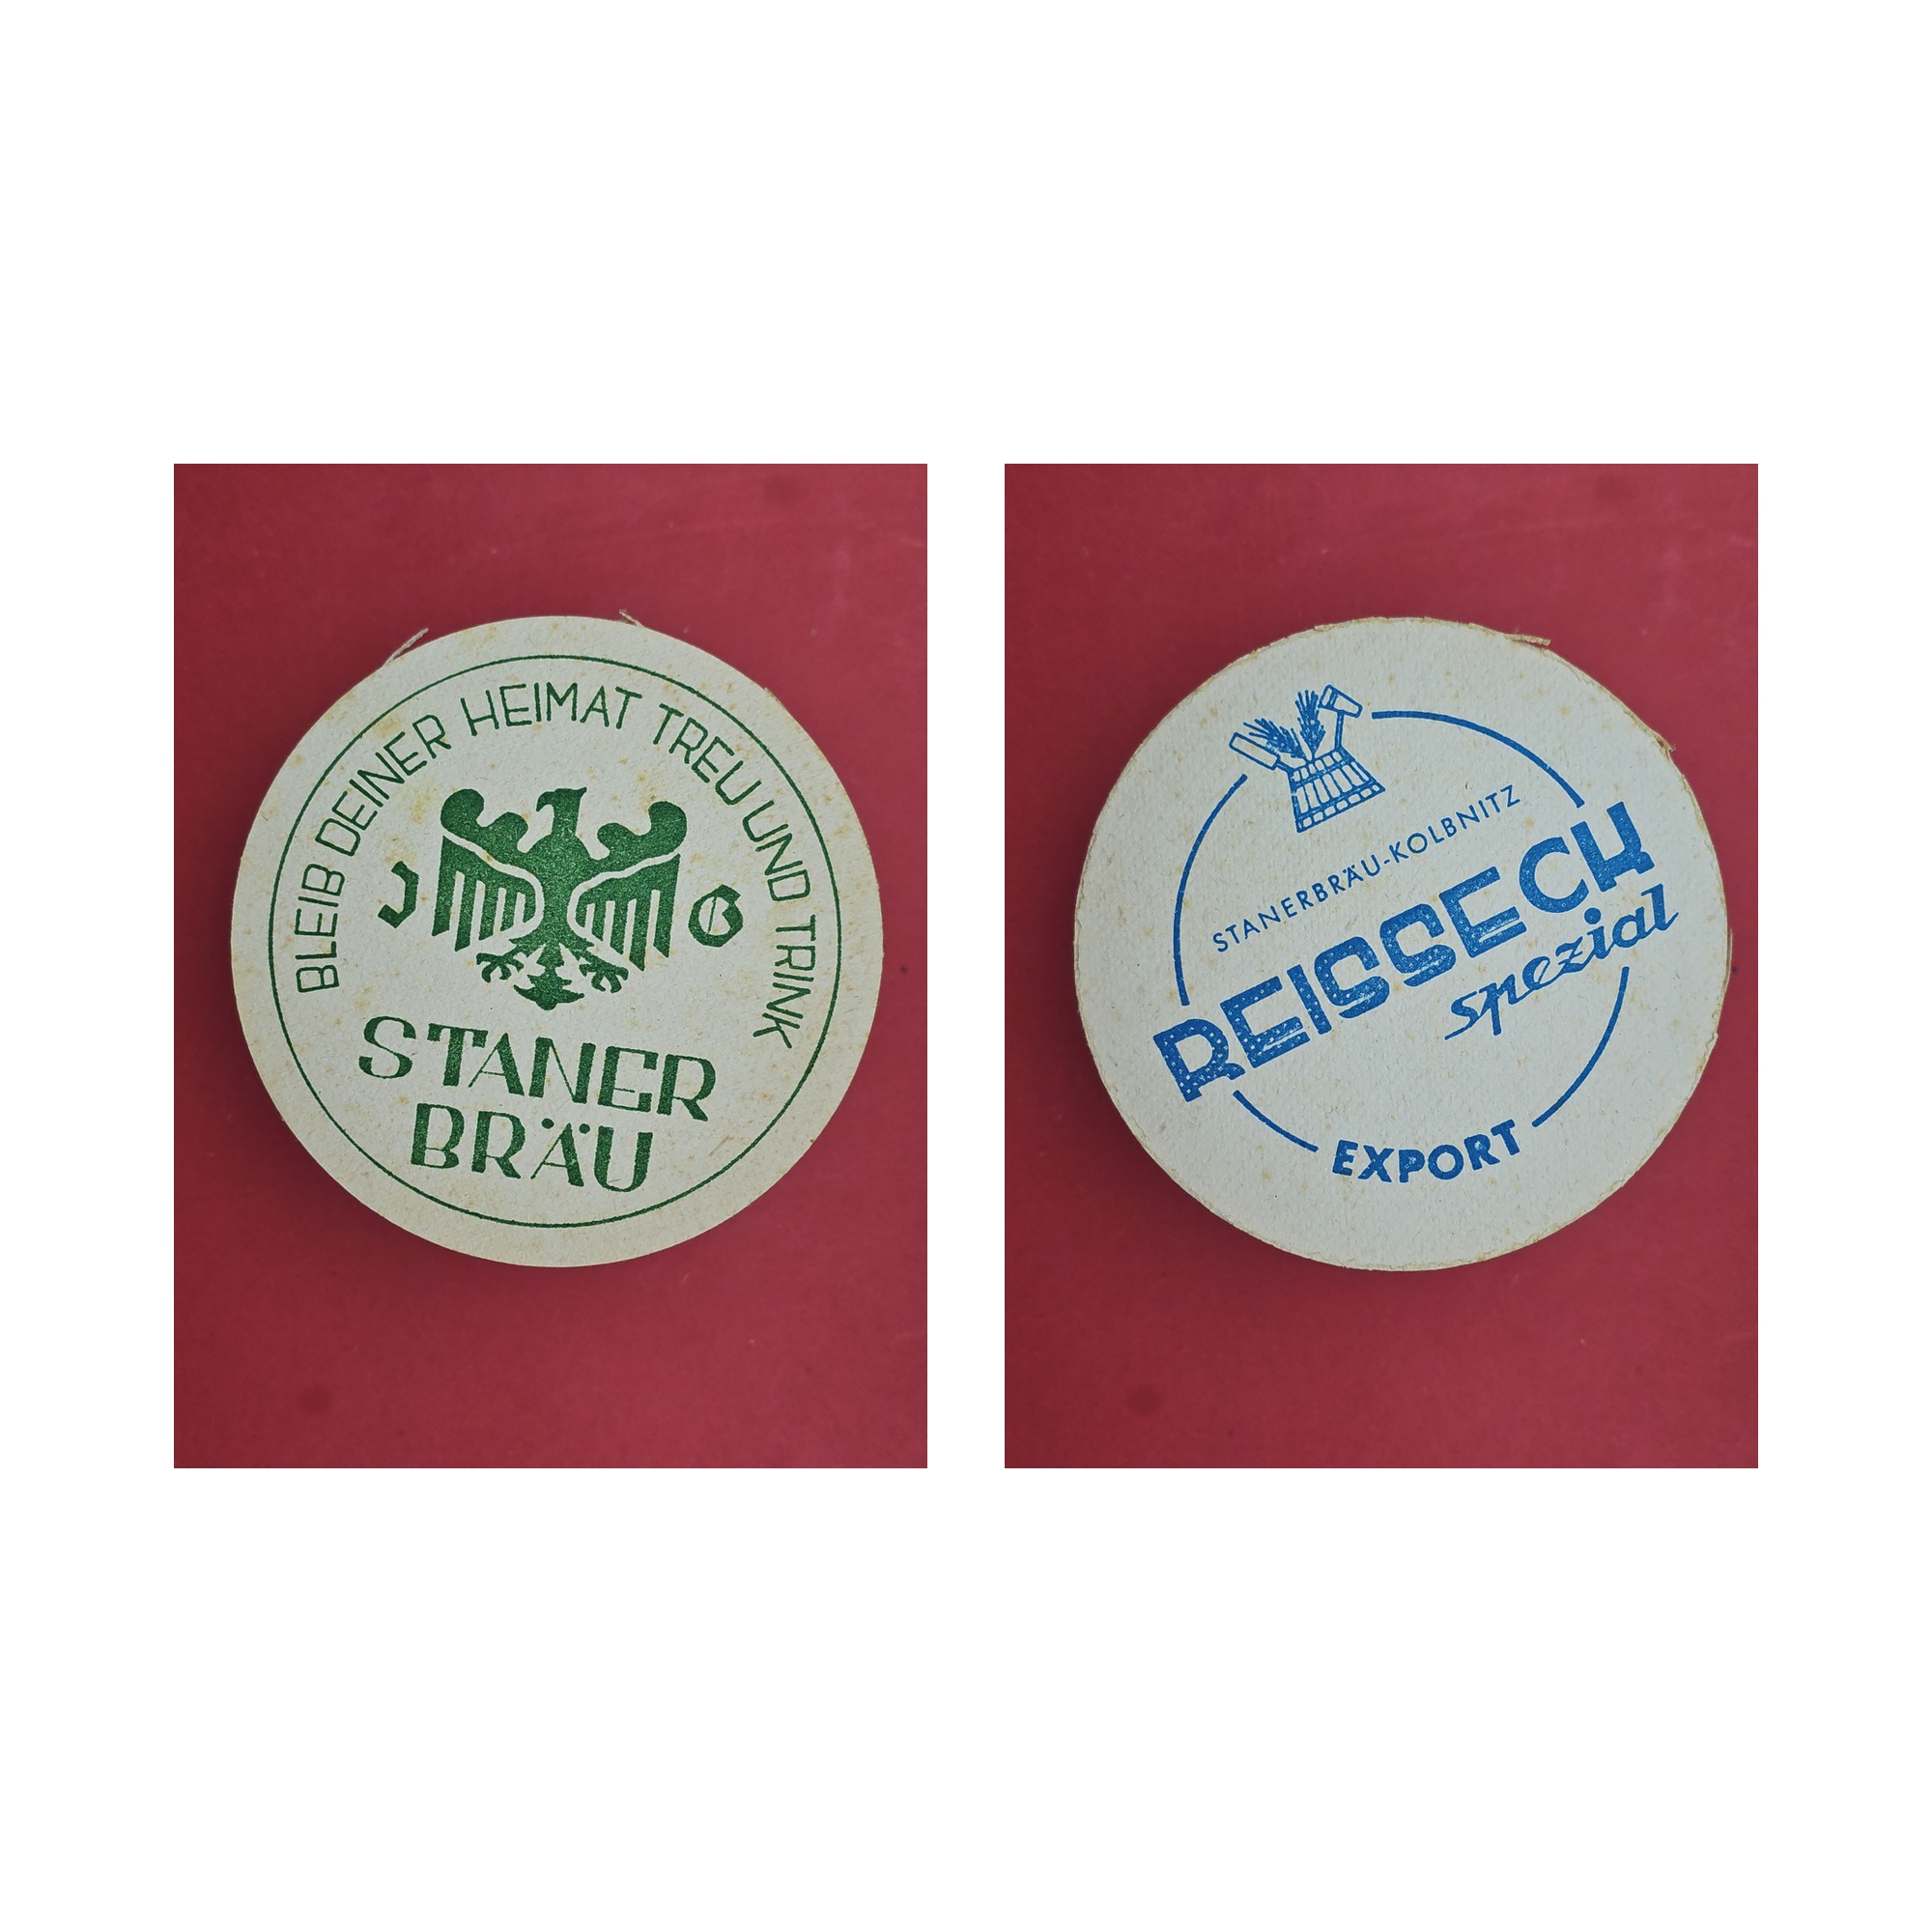 BLEIB DEINER HEIMAT TREU UND TRINK
J O
STANER
BRÄU
STANERBRÄU-KOLBNITZ
REISSECK
spezial
EXPORT